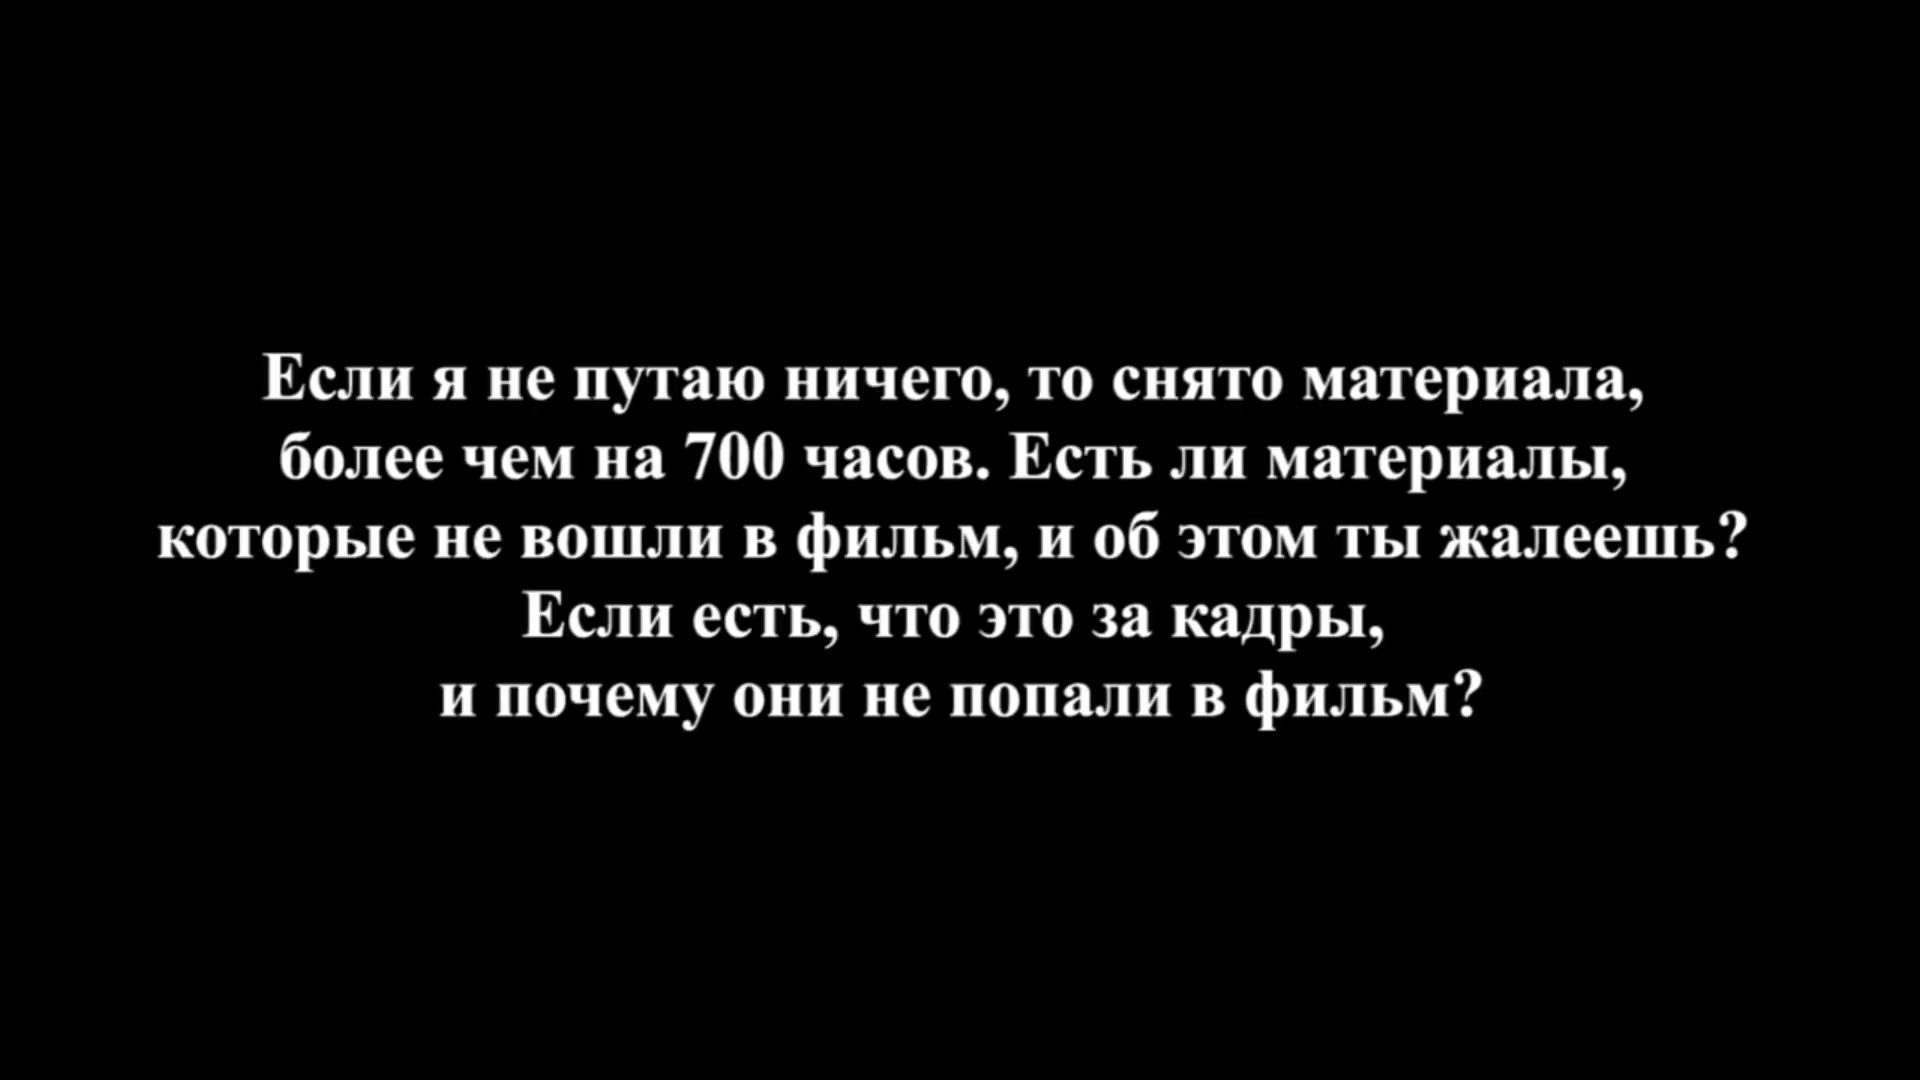 Если я не путаю ничего, то снято материала,
более чем на 700 часов. Есть ли материалы,
которые не вошли в фильм, и об этом ты жалеешь?
Если есть, что это за кадры,
и почему они не попали в фильм?